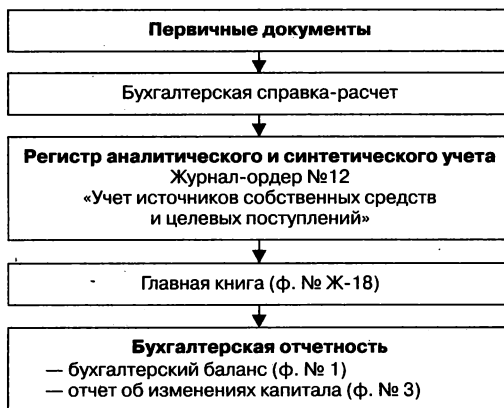 Первичные документы
Бухгалтерская справка-расчет
Регистр аналитического и синтетического учета
Журнал-ордер №12
«Учет источников собственных средств
и целевых поступлений»
Главная книга (ф. № Ж-18)
Бухгалтерская отчетность
— бухгалтерский баланс (ф. № 1)
— отчет об изменениях капитала (ф. № 3)